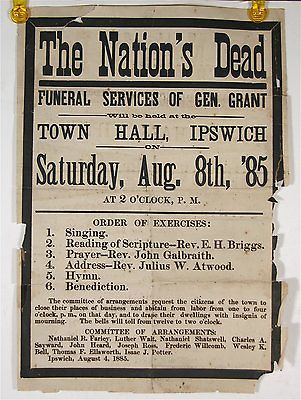 The Nation's Dead
FUNERAL SERVICES OF GEN. GRANT
Will be held at the
TOWN HALL, IPSWICH
ON
Saturday, Aug. 8th, '85
AT 2 O'CLOCK, P. M.
ORDER OF EXERCISES:
1. Singing.
2. Reading of Scripture—Rev. E. H. Briggs.
3. Prayer—Rev. John Galbraith.
4. Address—Rev. Julius W. Atwood.
5. Hymn.
6. Benediction.
The committee of arrangements request the citizens of the town to
close their places of business and abstain from labor from one to four
o'clock, p. m., on that day, and to drape their dwellings with insignia of
mourning. The bells will toll from twelve to two o'clock.
COMMITTEE OF ARRANGEMENTS:
Nathaniel R. Farley, Luther Wait, Nathaniel Shatswell, Charles A.
Sayward, John Heard, Joseph Ross, Frederic Willcomb, Wesley K.
Bell, Thomas F. Ellsworth, Isaac J. Potter.
Ipswich, August 4, 1885.